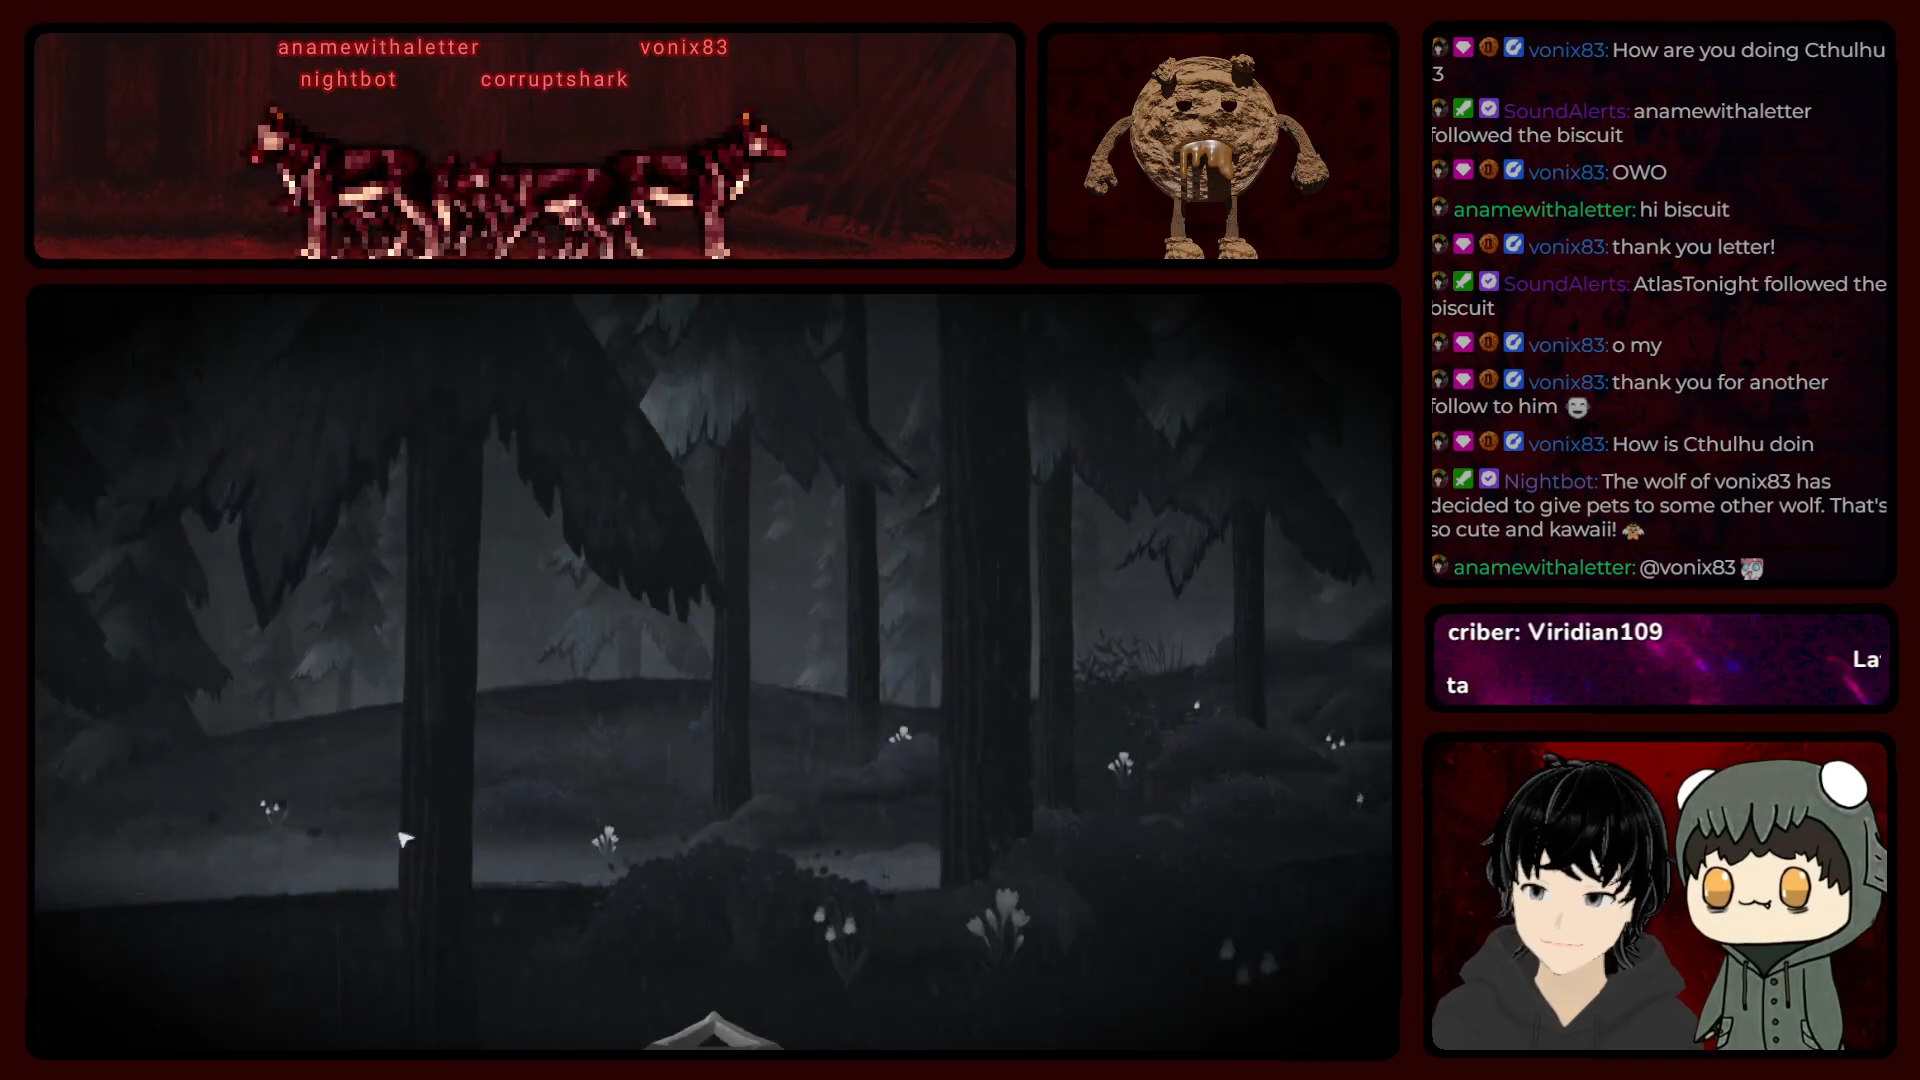 anamewithaletter vonix83
nightbot corruptshark
vonix83: How are you doing Cthulhu
3
SoundAlerts: anamewithaletter
followed the biscuit
vonix83: OWO
anamewithaletter: hi biscuit
vonix83: thank you letter!
SoundAlerts: AtlasTonight followed the
biscuit
vonix83: o my
vonix83: thank you for another
follow to him
vonix83: How is Cthulhu doin
Nightbot: The wolf of vonix83 has
decided to give pets to some other wolf. That's
so cute and kawaii!
anamewithaletter: @vonix83
criber: Viridian109
La
ta